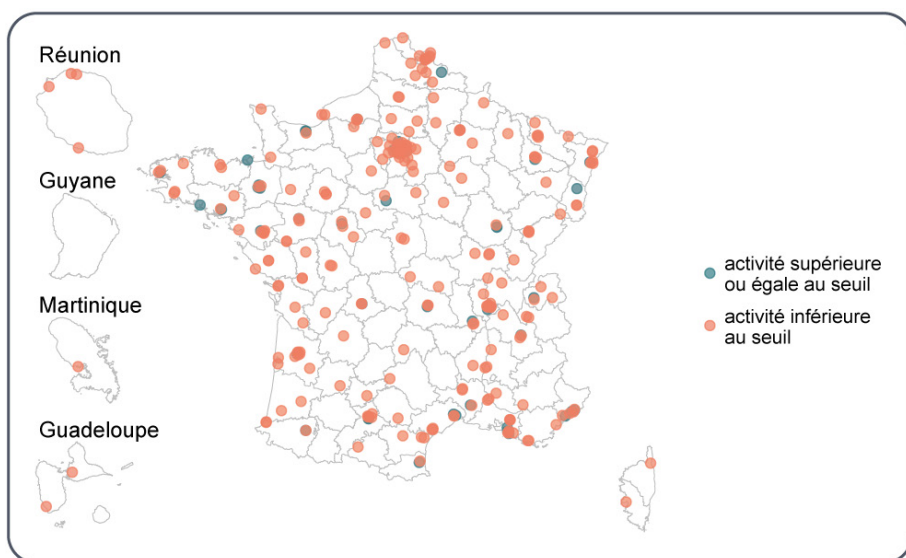 Réunion
Guyane
Martinique
Guadeloupe
activité supérieure
ou égale au seuil
activité inférieure
au seuil